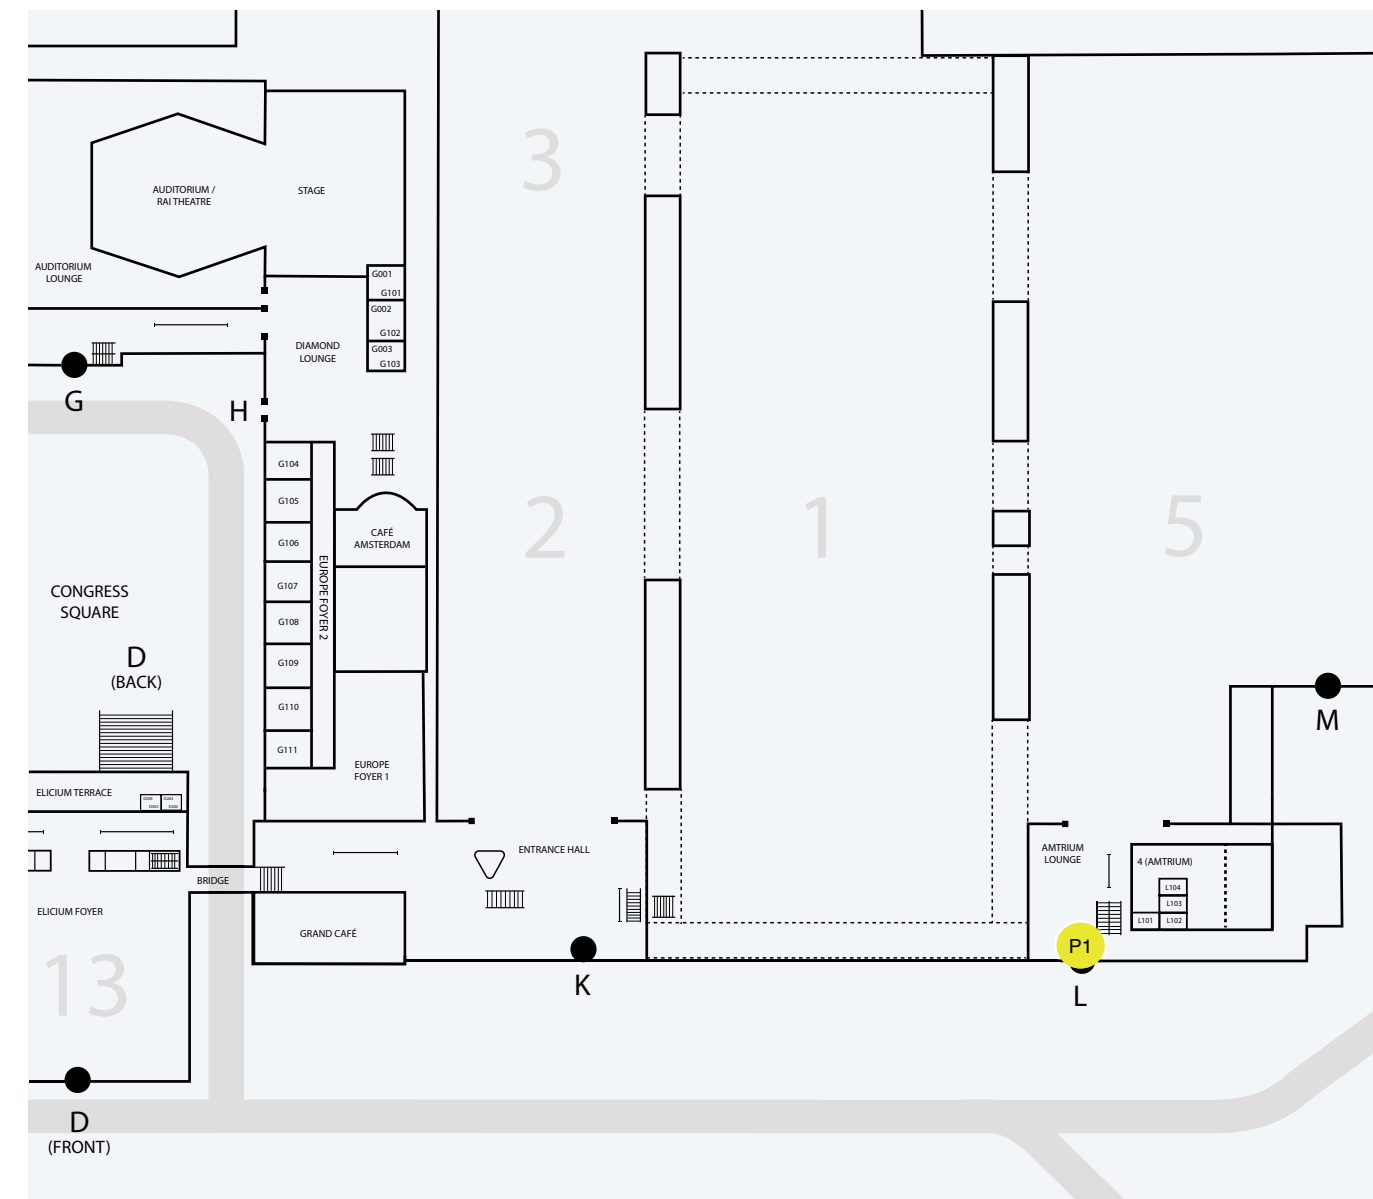 3
AUDITORIUM /
RAI THEATRE
STAGE
AUDITORIUM
LOUNGE
G001
G101
G002
G102
G003
G103
DIAMOND
LOUNGE
G
H
G104
G105
G106
G107
G108
G109
G110
G111
EUROPE FOYER 2
CAFÉ
AMSTERDAM
2
1
5
CONGRESS
SQUARE
D
(BACK)
M
EUROPE
FOYER 1
ELICIUM TERRACE
ENTRANCE HALL
AMTRIUM
LOUNGE
4 (AMTRIUM)
L104
L103
L101
L102
BRIDGE
ELICIUM FOYER
GRAND CAFÉ
13
P1
K
L
D
(FRONT)